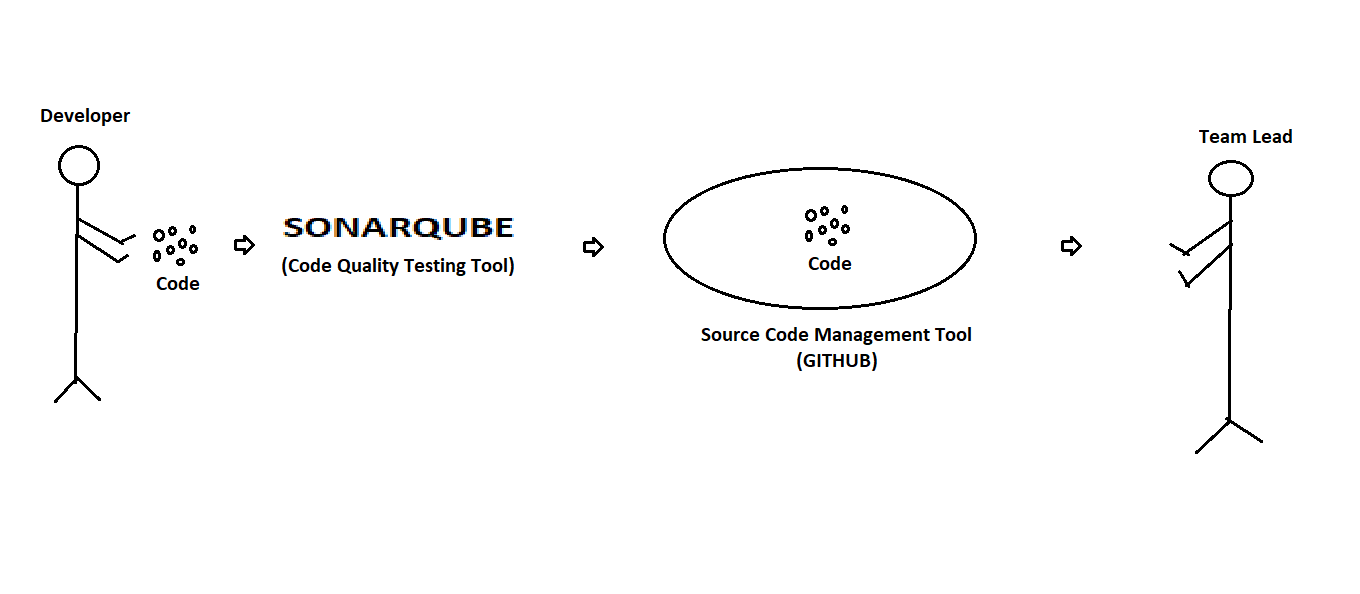 Developer
Code
SONARQUBE
(Code Quality Testing Tool)
Code
Source Code Management Tool
(GITHUB)
Team Lead